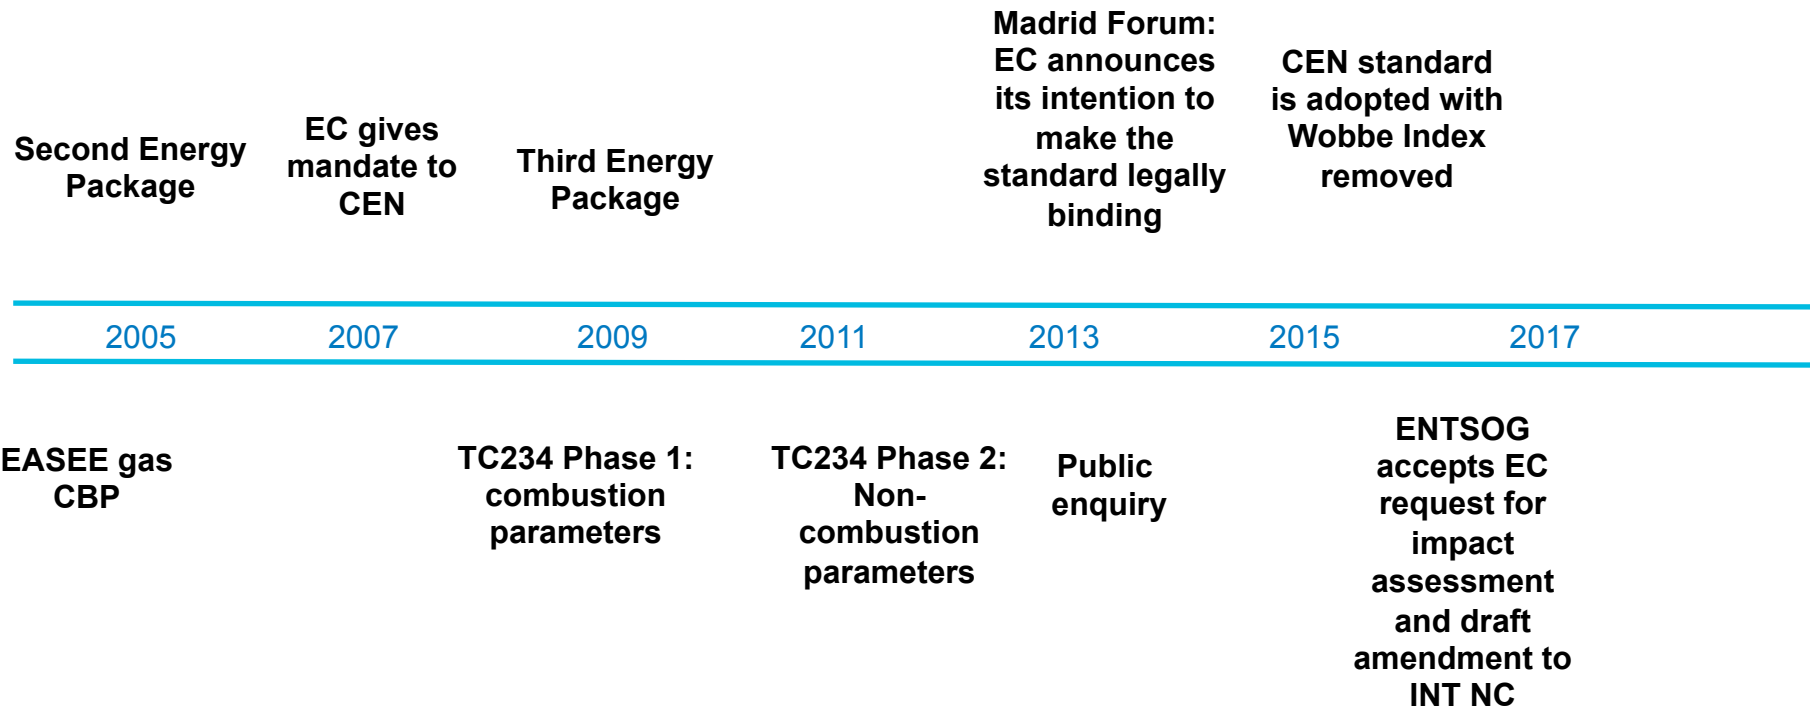 Second Energy
Package
EC gives
mandate to
CEN
Third Energy
Package
Madrid Forum:
EC announces
its intention to
make the
standard legally
binding
CEN standard
is adopted with
Wobbe Index
removed
2005
2007
2009
2011
2013
2015
2017
EASEE gas
CBP
TC234 Phase 1:
combustion
parameters
TC234 Phase 2:
Non-
combustion
parameters
Public
enquiry
ENTSOG
accepts EC
request for
impact
assessment
and draft
amendment to
INT NC